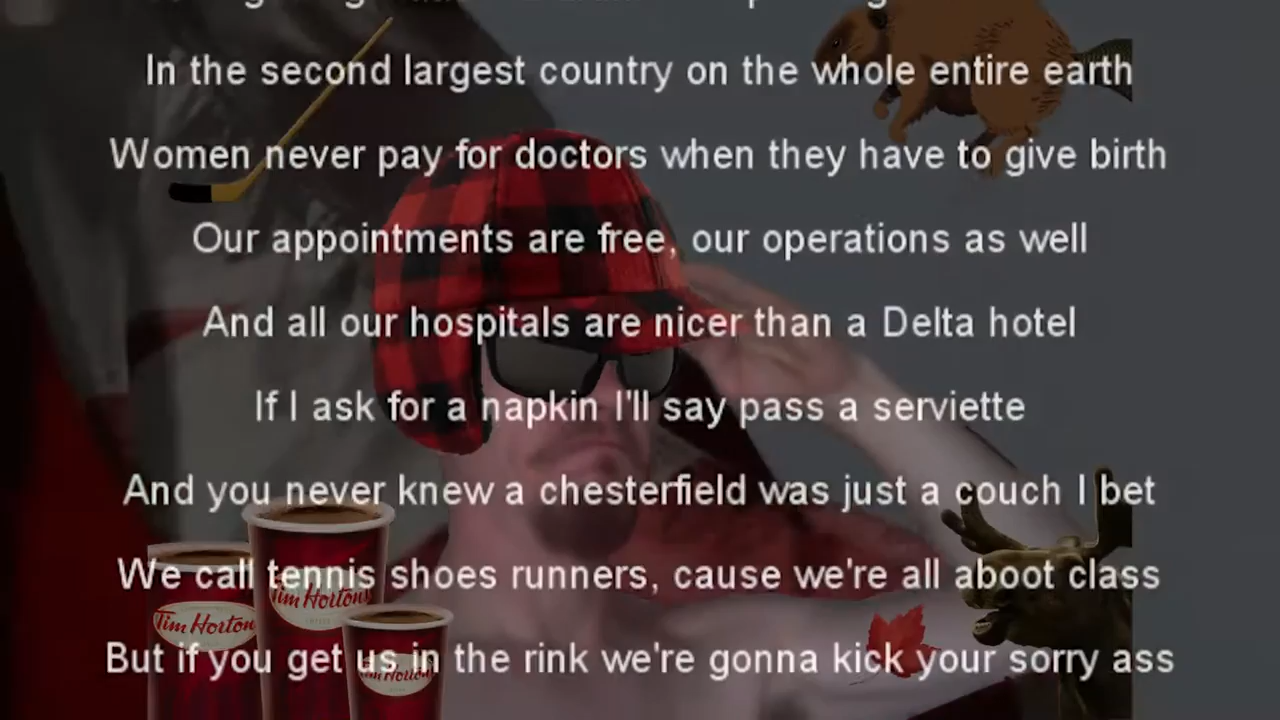 In the second largest country on the whole entire earth
Women never pay for doctors when they have to give birth
Our appointments are free, our operations as well
And all our hospitals are nicer than a Delta hotel
If I ask for a napkin I'll say pass a serviette
And you never knew a chesterfield was just a couch I bet
We call tennis shoes runners, cause we're all aboot class
Tim Hortons
Tim Horton
But if you get us in the rink we're gonna kick your sorry ass
Tim Hortons